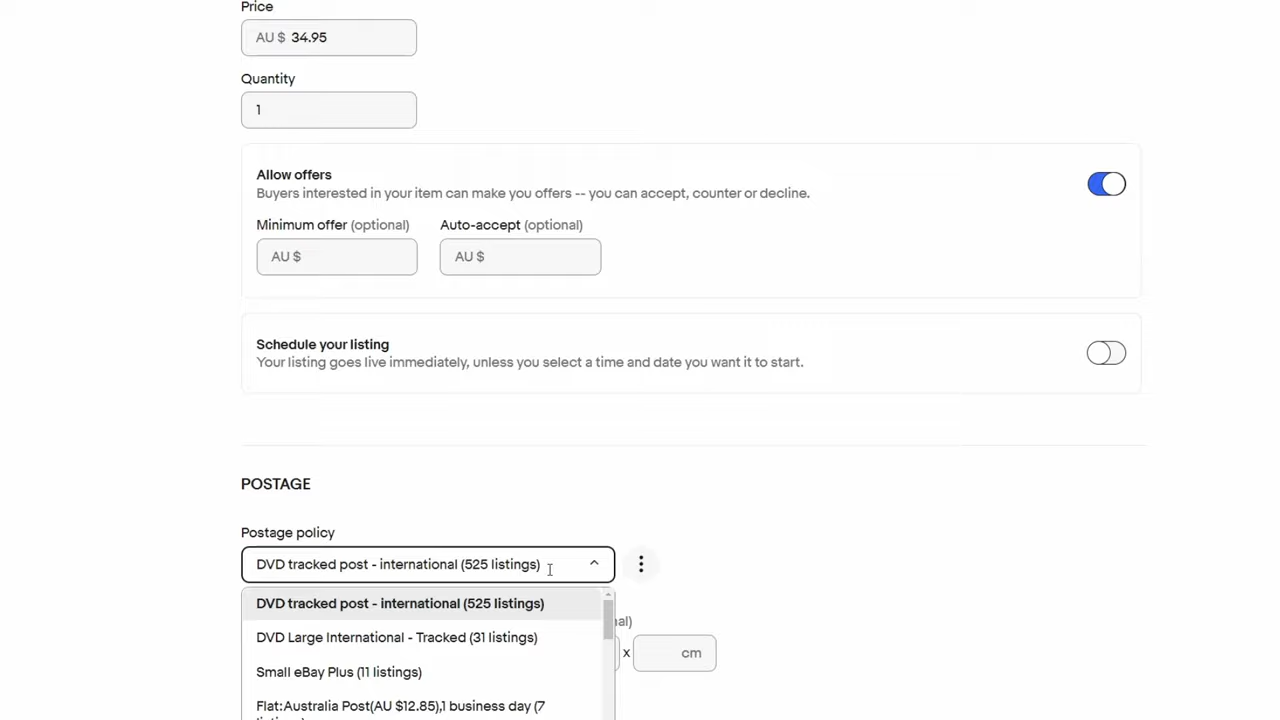 Price
AU $ 34.95
Quantity
1
Allow offers
Buyers interested in your item can make you offers -- you can accept, counter or decline.
Minimum offer (optional) Auto-accept (optional)
AU $ AU $
Schedule your listing
Your listing goes live immediately, unless you select a time and date you want it to start.
POSTAGE
Postage policy
DVD tracked post - international (525 listings)
DVD tracked post - international (525 listings)
DVD Large International - Tracked (31 listings)
x cm
Small eBay Plus (11 listings)
Flat:Australia Post(AU $12.85),1 business day (7